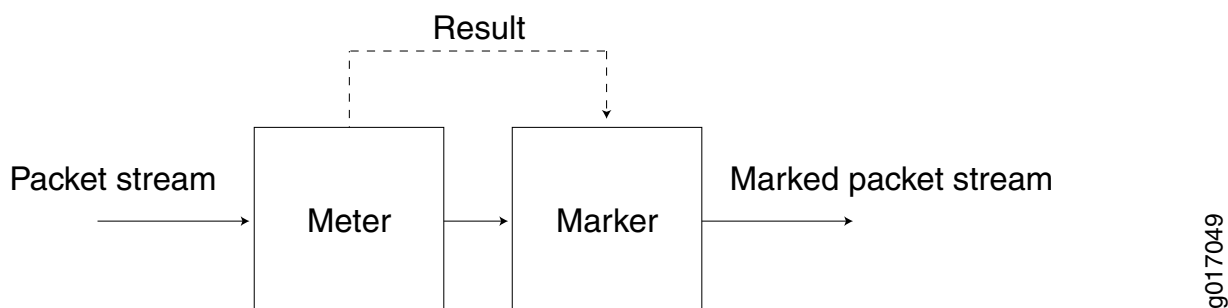 Result
Packet stream
Meter
Marker
Marked packet stream
g017049